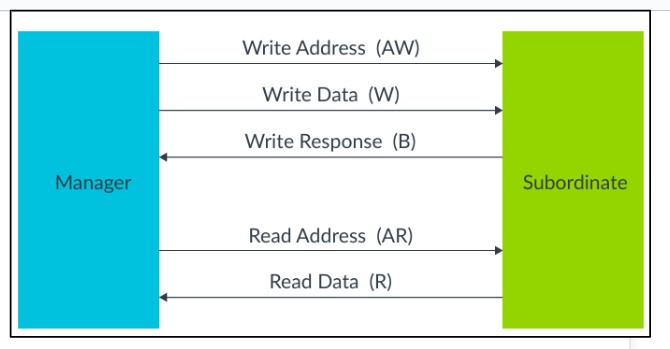 Write Address (AW)
Write Data (W)
Write Response (B)
Manager
Subordinate
Read Address (AR)
Read Data (R)